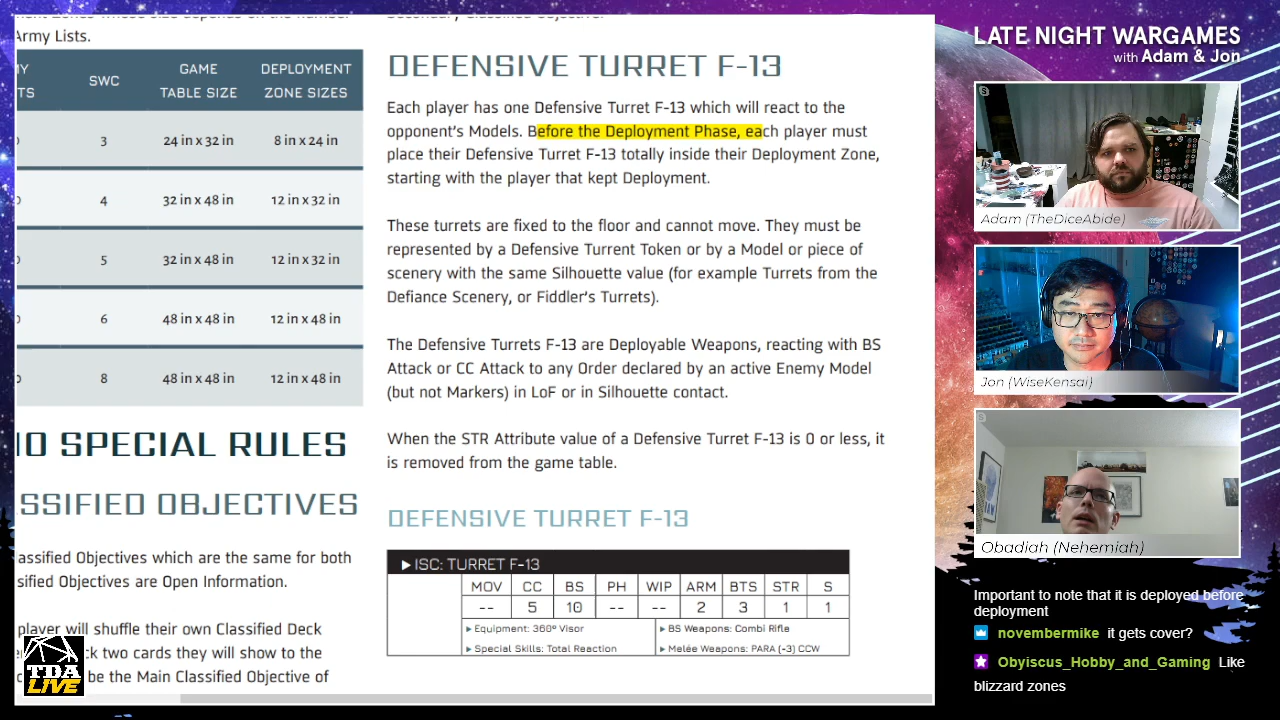 Army Lists.
SWC
GAME
TABLE SIZE
DEPLOYMENT
ZONE SIZES
3 24 in x 32 in 8 in x 24 in
4 32 in x 48 in 12 in x 32 in
5 32 in x 48 in 12 in x 32 in
6 48 in x 48 in 12 in x 48 in
8 48 in x 48 in 12 in x 48 in
SPECIAL RULES
OBJECTIVES
Objectives which are the same for both
Objectives are Open Information.
player will shuffle their own Classified Deck
two cards they will show to the
be the Main Classified Objective of
TDA
LIVE
DEFENSIVE TURRET F-13
Each player has one Defensive Turret F-13 which will react to the
opponent's Models. Before the Deployment Phase, each player must
place their Defensive Turret F-13 totally inside their Deployment Zone,
starting with the player that kept Deployment.
These turrets are fixed to the floor and cannot move. They must be
represented by a Defensive Turrent Token or by a Model or piece of
scenery with the same Silhouette value (for example Turrets from the
Defiance Scenery, or Fiddler's Turrets).
The Defensive Turrets F-13 are Deployable Weapons, reacting with BS
Attack or CC Attack to any Order declared by an active Enemy Model
(but not Markers) in LoF or in Silhouette contact.
When the STR Attribute value of a Defensive Turret F-13 is 0 or less, it
is removed from the game table.
DEFENSIVE TURRET F-13
▶ ISC: TURRET F-13
MOV CC BS PH WIP ARM BTS STR S
-- 5 10 -- -- 2 3 1 1
▶ Equipment: 360º Visor ▶ BS Weapons: Combi Rifle
▶ Special Skills: Total Reaction ▶ Melée Weapons: PARA (-3) CCW
LATE NIGHT WARGAMES
with Adam & Jon
Adam (TheDiceAbide)
Jon (WiseKensai)
Obadiah (Nehemiah)
Important to note that it is deployed before
deployment
novembermike it gets cover?
Obyiscus_Hobby_and_Gaming Like
blizzard zones